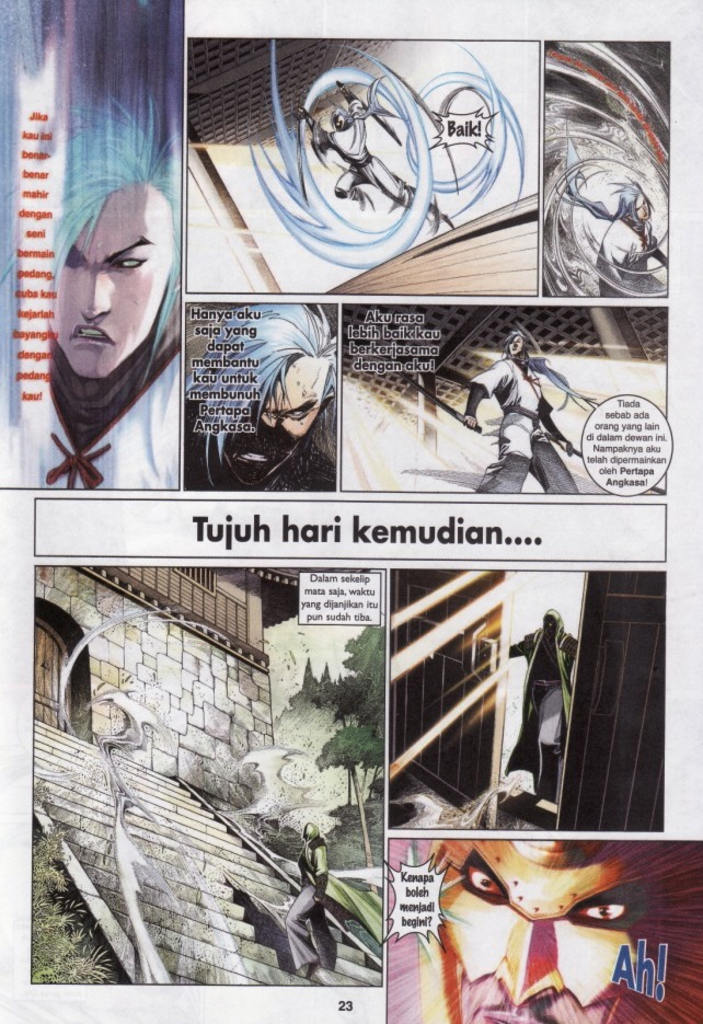 Jika
kau ini
benar-
benar
mahir
dengan
seni
bermain
pedang,
cuba kau
kejarlah
bayangku
dengan
pedang
kau!
Baik!
Hanya aku
saja yang
dapat
membantu
kau untuk
membunuh
Pertapa
Angkasa.
Aku rasa
lebih baik kau
berkerjasama
dengan aku!
Tiada
sebab ada
orang yang lari
di dalam dewan ini.
Nampaknya aku
telah dipermainkan
oleh Pertapa
Angkasa!
Tujuh hari kemudian....
Dalam sekelip
mata saja, waktu
yang dijanjikan itu
pun sudah tiba.
Kenapa
boleh
menjadi
begini?
Ah!
23